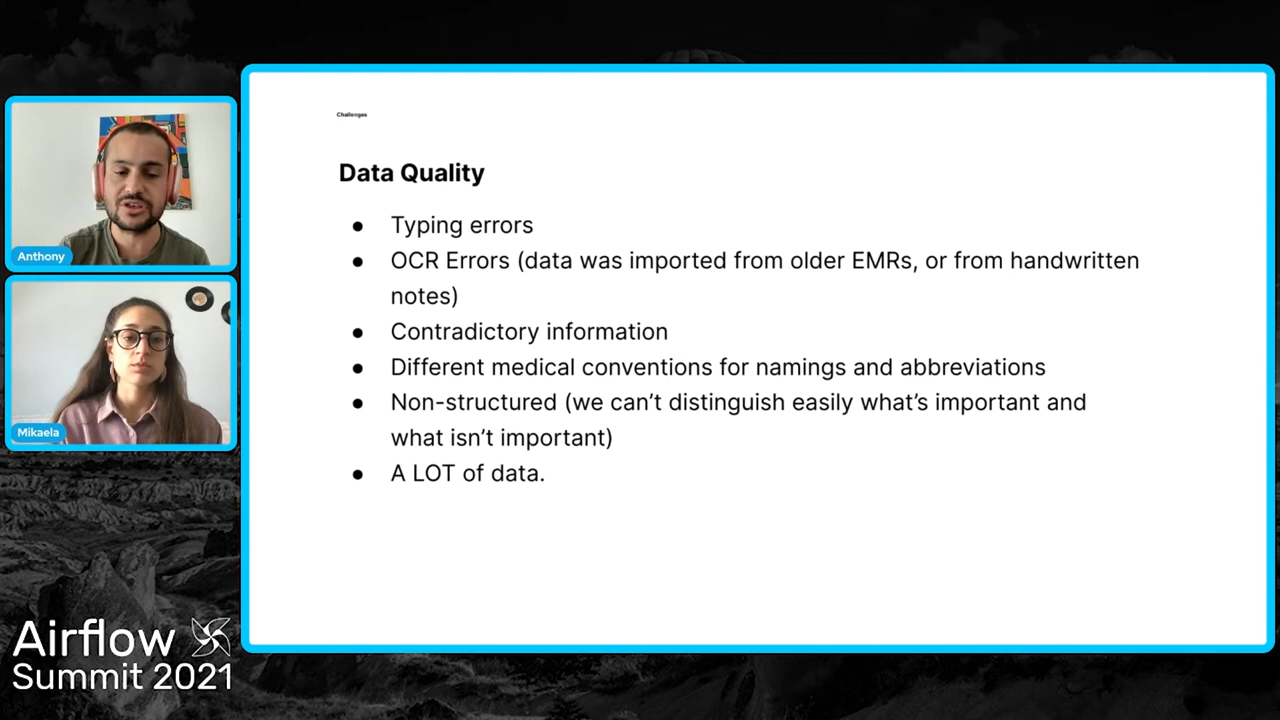 Challenges
Data Quality
● Typing errors
● OCR Errors (data was imported from older EMRs, or from handwritten
notes)
● Contradictory information
● Different medical conventions for namings and abbreviations
● Non-structured (we can’t distinguish easily what’s important and
what isn’t important)
● A LOT of data.
Anthony
Mikaela
Airflow
Summit 2021